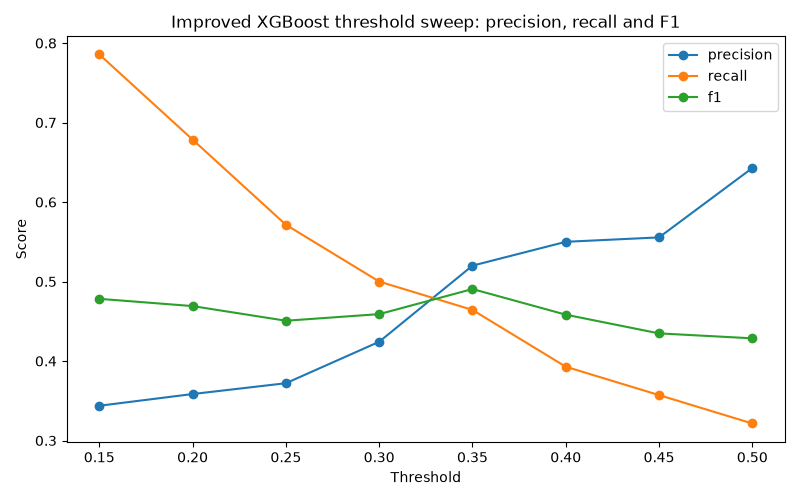 Improved XGBoost threshold sweep: precision, recall and F1
precision
recall
f1
0.8
0.7
0.6
0.5
0.4
0.3
Score
0.15 0.20 0.25 0.30 0.35 0.40 0.45 0.50
Threshold